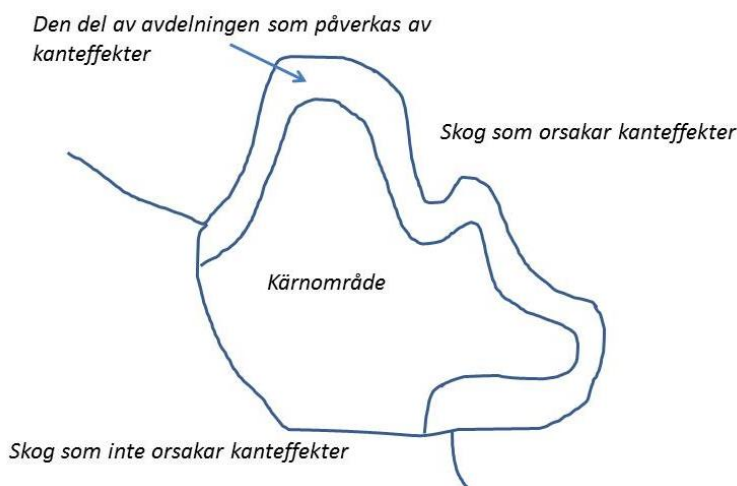 Den del av avdelningen som påverkas av
kanteffekter
Skog som orsakar kanteffekter
Kärnområde
Skog som inte orsakar kanteffekter